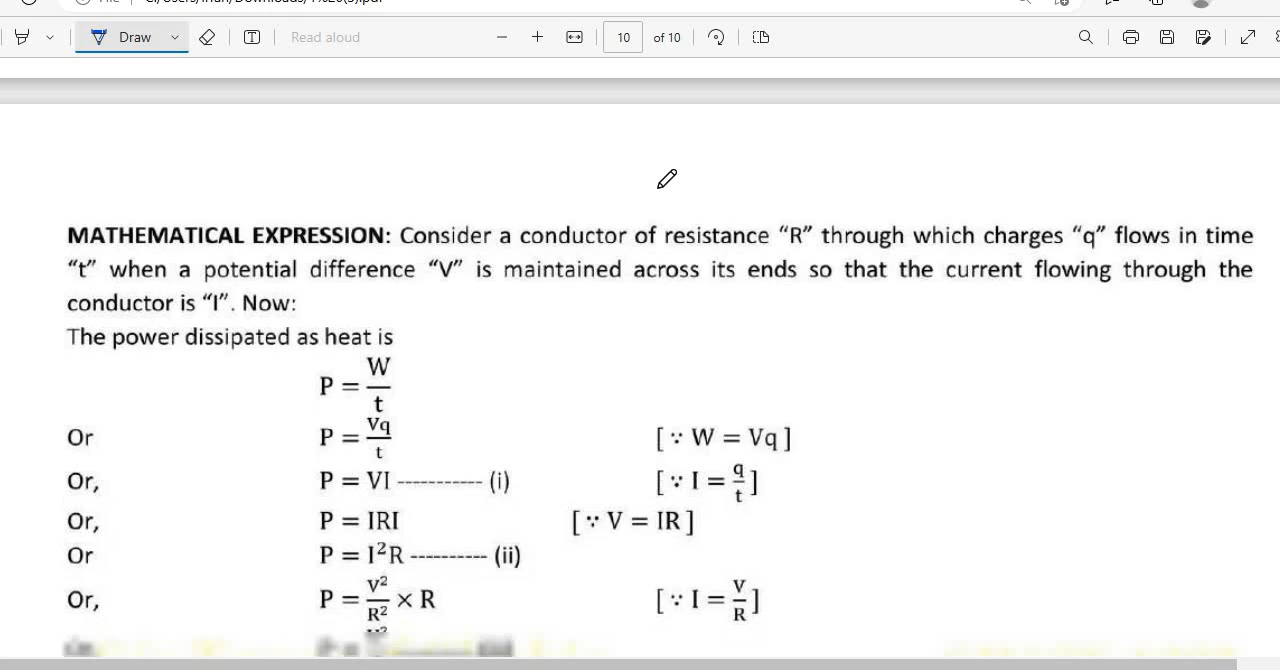 Draw
Read aloud
10 of 10
MATHEMATICAL EXPRESSION: Consider a conductor of resistance “R” through which charges “q” flows in time
“t” when a potential difference “V” is maintained across its ends so that the current flowing through the
conductor is “I”. Now:
The power dissipated as heat is
P = W/t
Or P = Vq/t [∵ W = Vq]
Or, P = VI ----------- (i) [∵ I = q/t]
Or, P = IRI [∵ V = IR]
Or P = I²R ---------- (ii)
Or, P = V²/R² × R [∵ I = V/R]